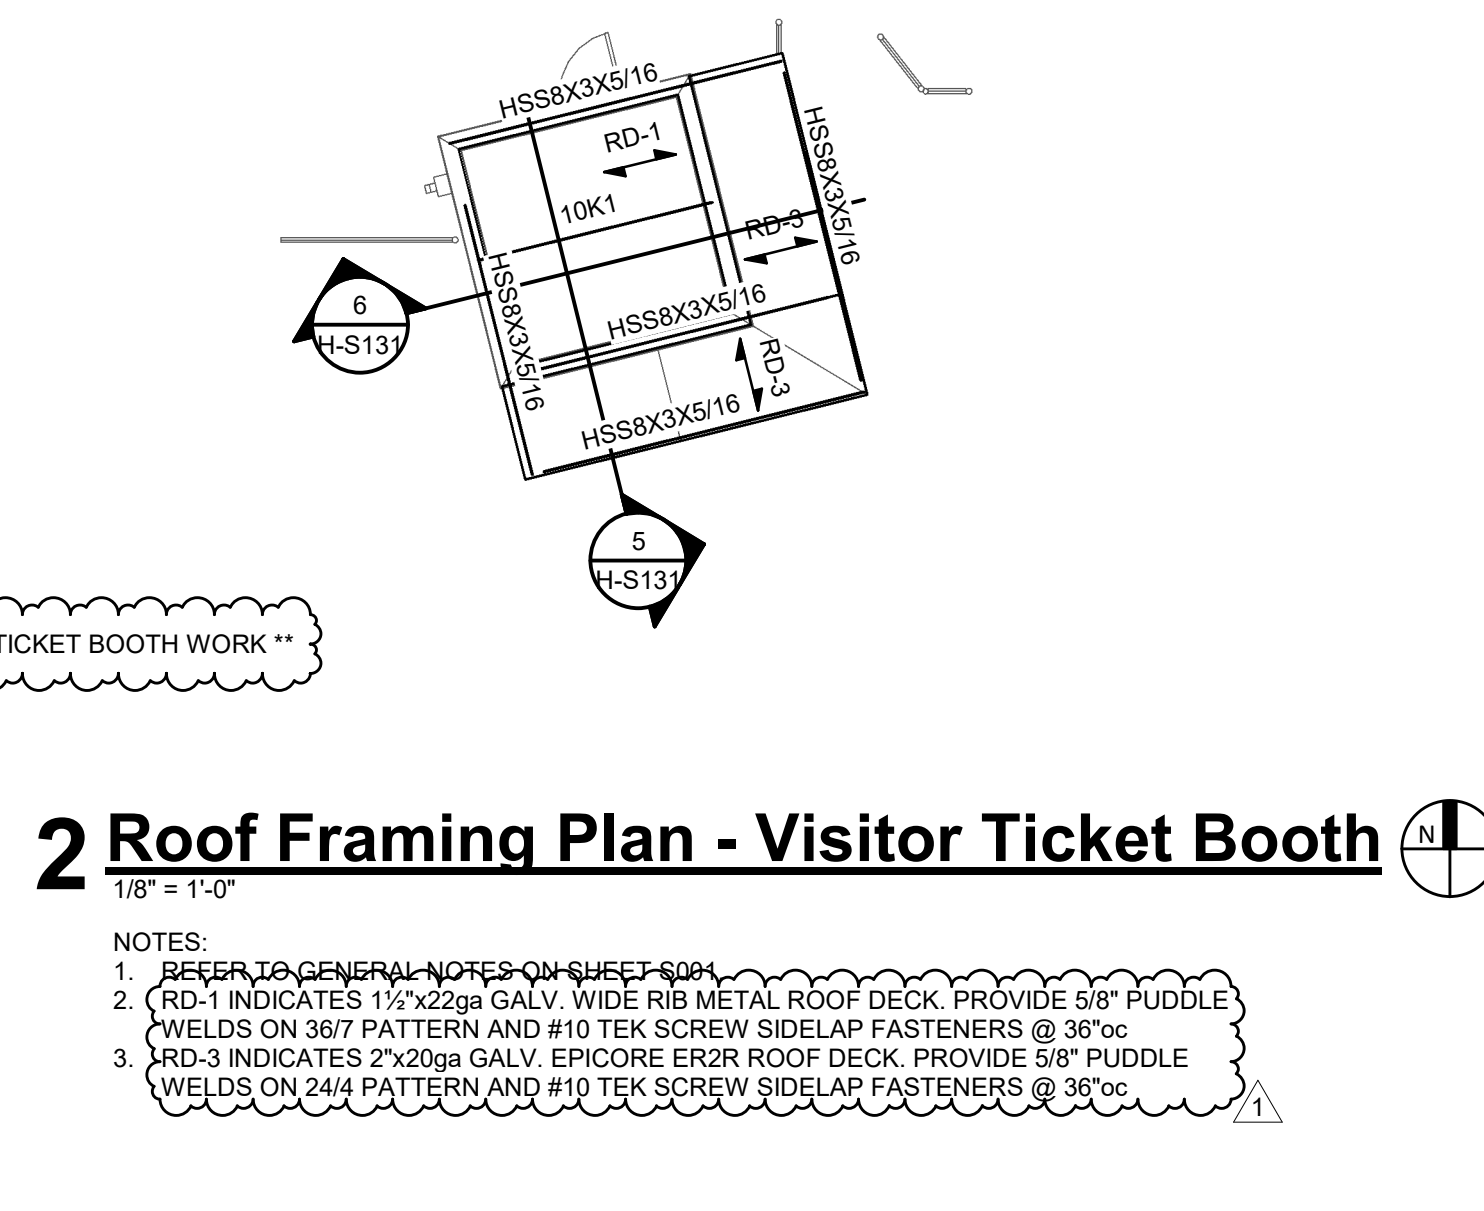 HSS8X3X5/16
RD-1
HSS8X3X5/16
10K1
RD-3
HSS8X3X5/16
6
H-S131
HSS8X3X5/16
RD-3
HSS8X3X5/16
5
H-S131
TICKET BOOTH WORK **
2 Roof Framing Plan - Visitor Ticket Booth
N
1/8" = 1'-0"
NOTES:
1. REFER TO GENERAL NOTES ON SHEET S001
2. RD-1 INDICATES 1½"x22ga GALV. WIDE RIB METAL ROOF DECK. PROVIDE 5/8" PUDDLE
WELDS ON 36/7 PATTERN AND #10 TEK SCREW SIDELAP FASTENERS @ 36"oc
3. RD-3 INDICATES 2"x20ga GALV. EPICORE ER2R ROOF DECK. PROVIDE 5/8" PUDDLE
WELDS ON 24/4 PATTERN AND #10 TEK SCREW SIDELAP FASTENERS @ 36"oc
1